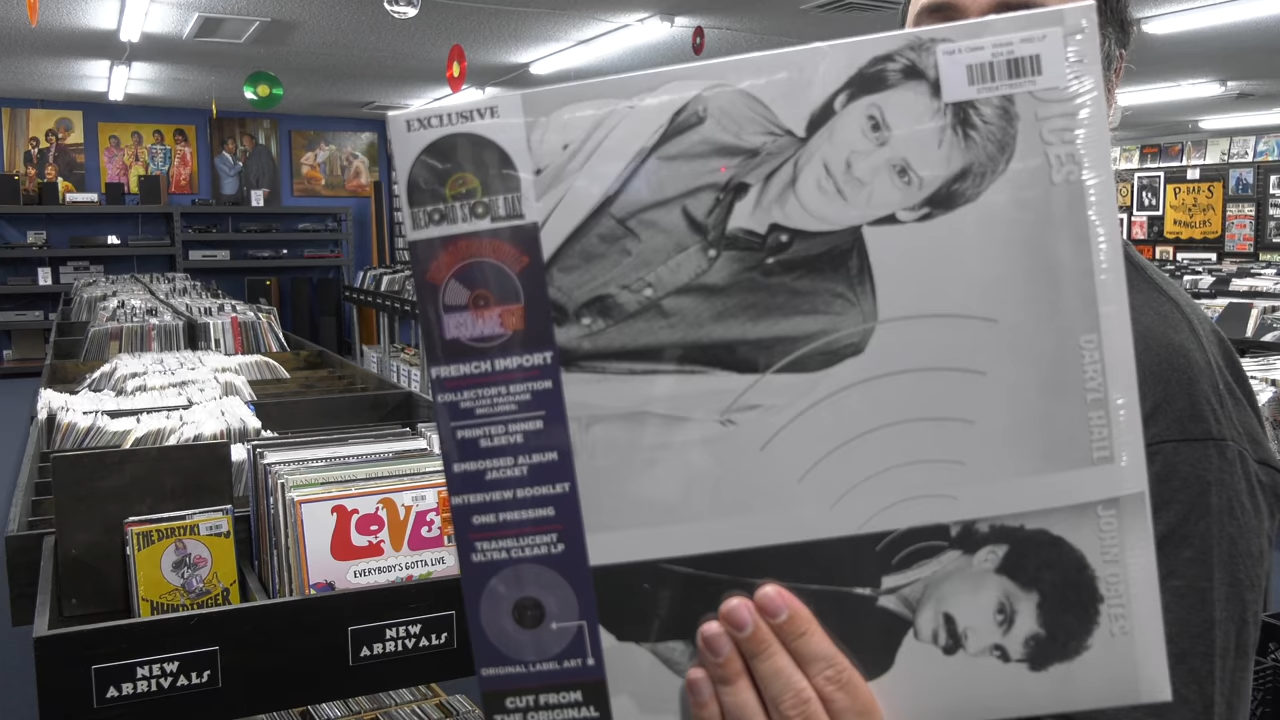 EXCLUSIVE
RECORD STORE DAY
DISQUAIRE DAY
FRENCH IMPORT
COLLECTOR'S EDITION
DELUXE PACKAGE
INCLUDES:
PRINTED INNER
SLEEVE
EMBOSSED ALBUM
JACKET
INTERVIEW BOOKLET
ONE PRESSING
TRANSLUCENT
ULTRA CLEAR LP
ORIGINAL LABEL ART
CUT FROM
THE ORIGINAL
DARYL HALL
JOHN OATES
THE DIRTY
HUMDINGER
RANDY NEWMAN
LOVE
EVERYBODY'S GOTTA LIVE
NEW
ARRIVALS
NEW
ARRIVALS
P-BAR-S
WRANGLERS